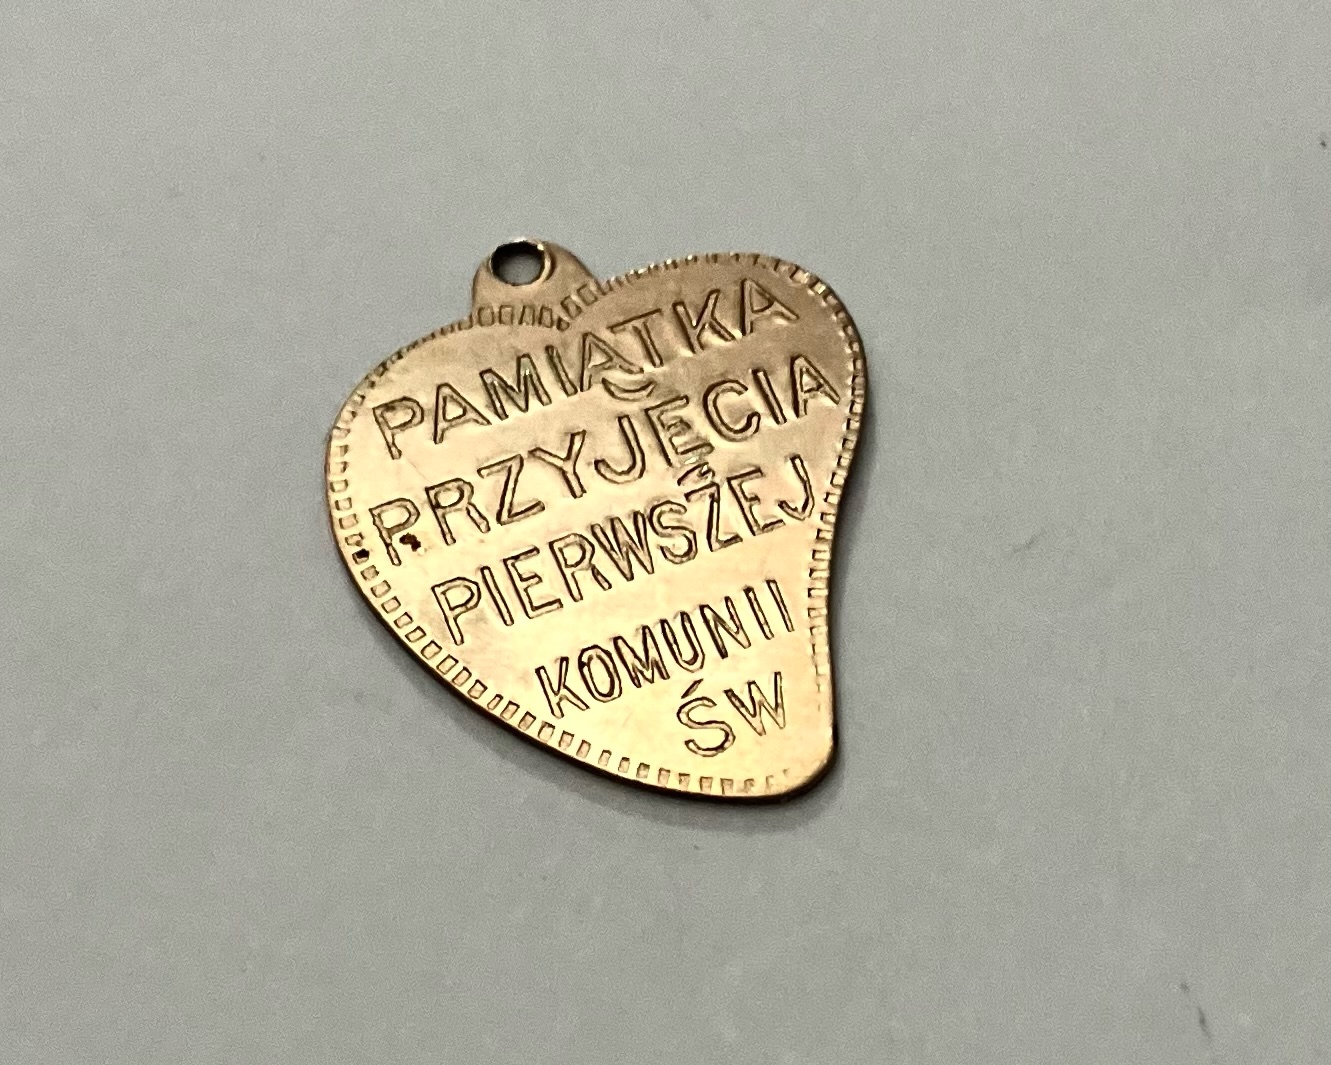 PAMIĄTKA
PRZYJĘCIA
PIERWSZEJ
KOMUNII
ŚW